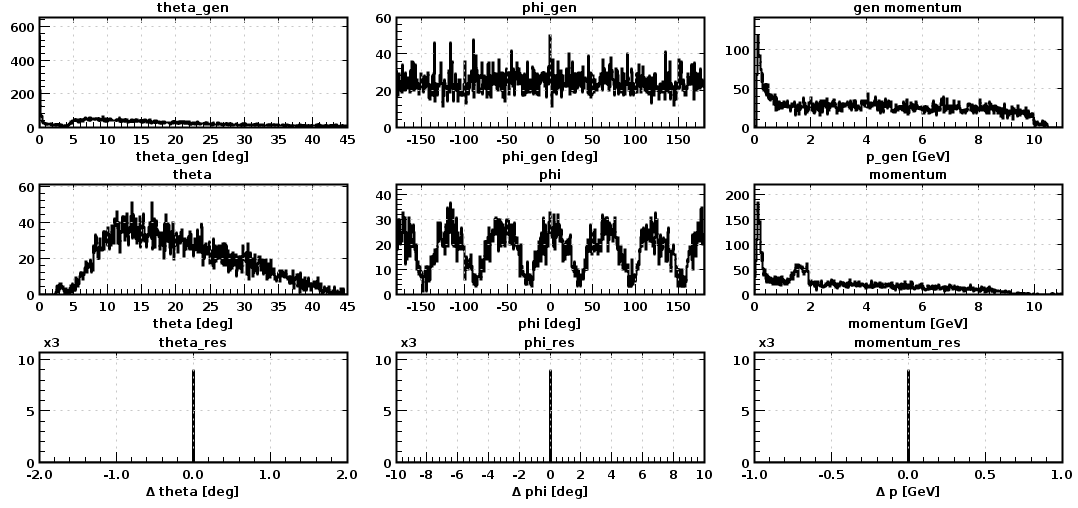 theta_gen
phi_gen
gen momentum
600
400
200
0
0 5 10 15 20 25 30 35 40 45
theta_gen [deg]
60
40
20
0
-150 -100 -50 0 50 100 150
phi_gen [deg]
100
50
0
0 2 4 6 8 10
p_gen [GeV]
theta
phi
momentum
60
40
20
0
0 5 10 15 20 25 30 35 40 45
theta [deg]
40
30
20
10
0
-150 -100 -50 0 50 100 150
phi [deg]
200
150
100
50
0
0 2 4 6 8 10
momentum [GeV]
x3 theta_res
x3 phi_res
x3 momentum_res
10
5
0
-2.0 -1.0 0.0 1.0 2.0
Δ theta [deg]
10
5
0
-10 -8 -6 -4 -2 0 2 4 6 8 10
Δ phi [deg]
10
5
0
-1.0 -0.5 0.0 0.5 1.0
Δ p [GeV]